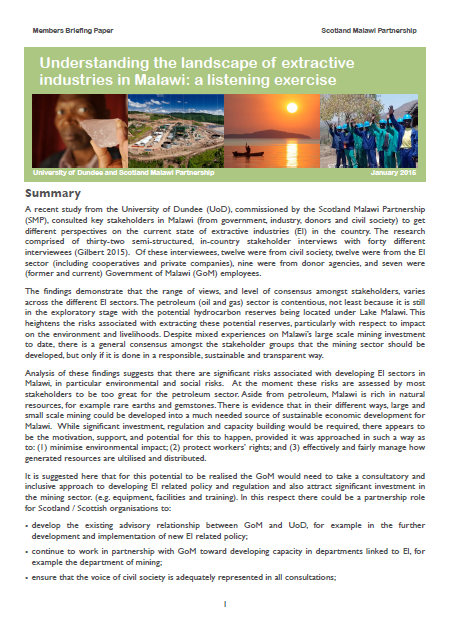 Members Briefing Paper
Scotland Malawi Partnership
Understanding the landscape of extractive
industries in Malawi: a listening exercise
University of Dundee and Scotland Malawi Partnership
January 2016
Summary
A recent study from the University of Dundee (UoD), commissioned by the Scotland Malawi Partnership
(SMP), consulted key stakeholders in Malawi (from government, industry, donors and civil society) to get
different perspectives on the current state of extractive industries (EI) in the country. The research
comprised of thirty-two semi-structured, in-country stakeholder interviews with forty different
interviewees (Gilbert 2015). Of these interviewees, twelve were from civil society, twelve were from the EI
sector (including cooperatives and private companies), nine were from donor agencies, and seven were
(former and current) Government of Malawi (GoM) employees.
The findings demonstrate that the range of views, and level of consensus amongst stakeholders, varies
across the different EI sectors. The petroleum (oil and gas) sector is contentious, not least because it is still
in the exploratory stage with the potential hydrocarbon reserves being located under Lake Malawi. This
heightens the risks associated with extracting these potential reserves, particularly with respect to impact
on the environment and livelihoods. Despite mixed experiences on Malawi's large scale mining investment
to date, there is a general consensus amongst the stakeholder groups that the mining sector should be
developed, but only if it is done in a responsible, sustainable and transparent way.
Analysis of these findings suggests that there are significant risks associated with developing EI sectors in
Malawi, in particular environmental and social risks. At the moment these risks are assessed by most
stakeholders to be too great for the petroleum sector. Aside from petroleum, Malawi is rich in natural
resources, for example rare earths and gemstones. There is evidence that in their different ways, large and
small scale mining could be developed into a much needed source of sustainable economic developments for
Malawi. While significant investment, regulation and capacity building would be required, there appears to
be the motivation, support, and potential for this to happen, provided it was approached in such a way as
to: (1) minimise environmental impact; (2) protect workers' rights; and (3) effectively and fairly manage how
generated resources are ultilised and distributed.
It is suggested here that for this potential to be realised the GoM would need to take a consultatory and
inclusive approach to developing EI related policy and regulation and also attract significant investment in
the mining sector. (e.g. equipment, facilities and training). In this respect there could be a partnership role
for Scotland / Scottish organisations to:
• develop the existing advisory relationship between GoM and UoD, for example in the further
development and implementation of new EI related policy;
• continue to work in partnership with GoM toward developing capacity in departments linked to EI, for
example the department of mining;
• ensure that the voice of civil society is adequately represented in all consultations;
1